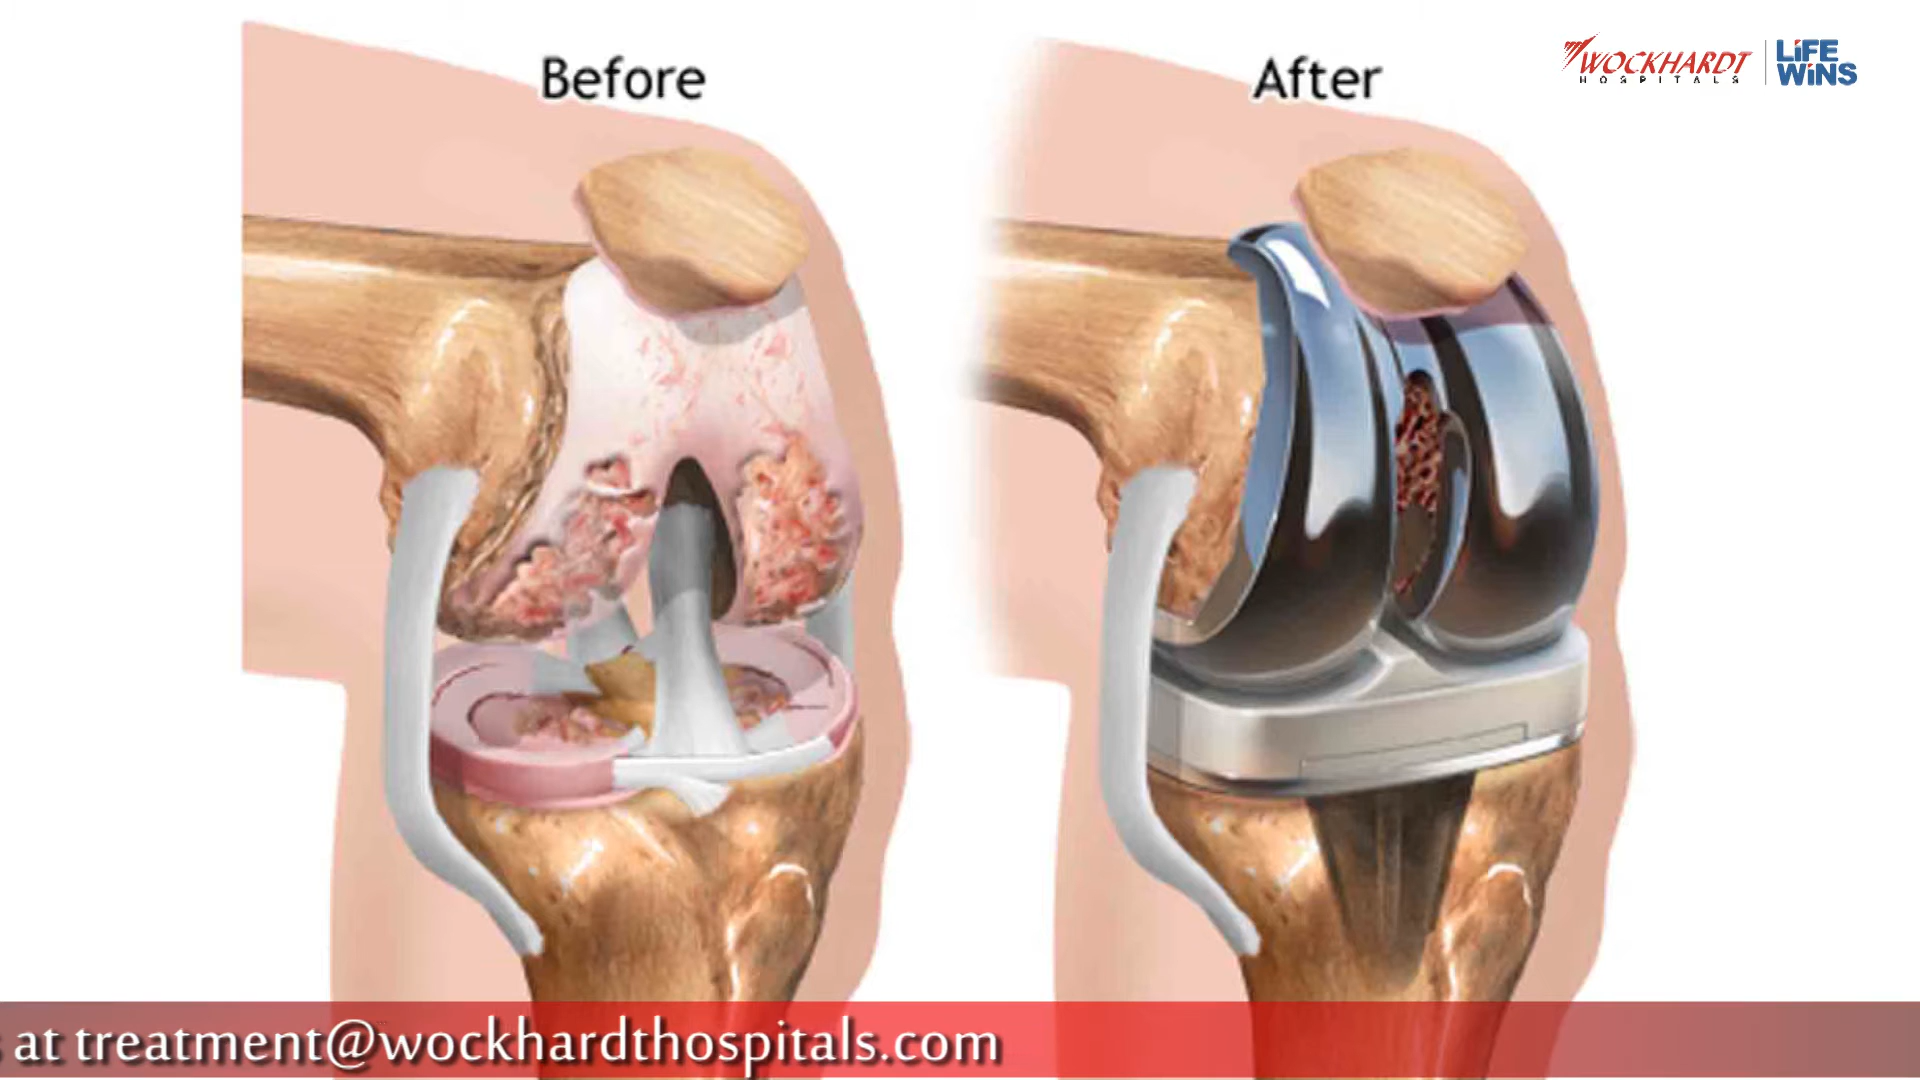 Before
After
WOCKHARDT
HOSPITALS
LiFE
WiNS
at treatment@wockhardthospitals.com